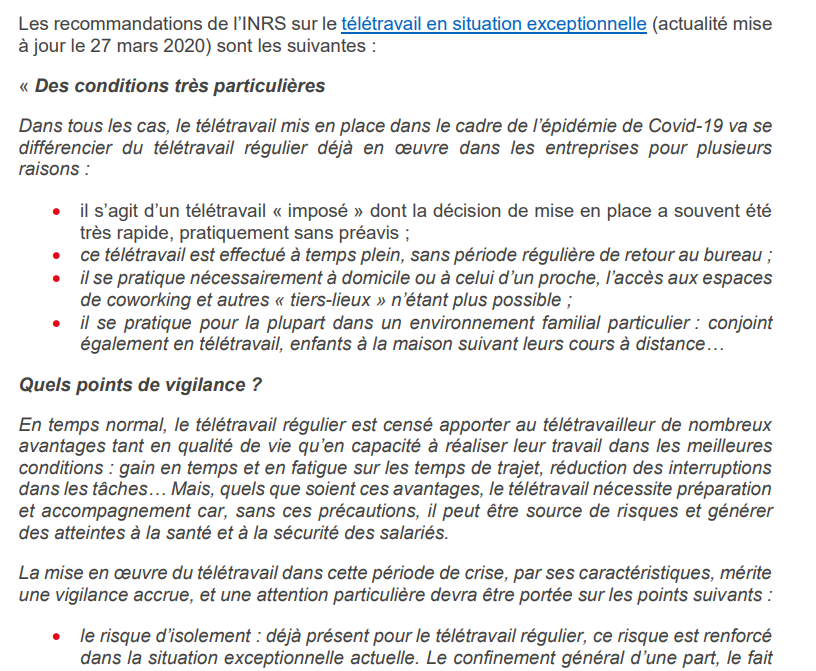 Les recommandations de l’INRS sur le télétravail en situation exceptionnelle (actualité mise
à jour le 27 mars 2020) sont les suivantes :
« Des conditions très particulières
Dans tous les cas, le télétravail mis en place dans le cadre de l’épidémie de Covid-19 va se
différencier du télétravail régulier déjà en œuvre dans les entreprises pour plusieurs
raisons :
• il s’agit d’un télétravail « imposé » dont la décision de mise en place a souvent été
très rapide, pratiquement sans préavis ;
• ce télétravail est effectué à temps plein, sans période régulière de retour au bureau ;
• il se pratique nécessairement à domicile ou à celui d’un proche, l’accès aux espaces
de coworking et autres « tiers-lieux » n’étant plus possible ;
• il se pratique pour la plupart dans un environnement familial particulier : conjoint
également en télétravail, enfants à la maison suivant leurs cours à distance…
Quels points de vigilance ?
En temps normal, le télétravail régulier est censé apporter au télétravailleur de nombreux
avantages tant en qualité de vie qu’en capacité à réaliser leur travail dans les meilleures
conditions : gain en temps et en fatigue sur les temps de trajet, réduction des interruptions
dans les tâches… Mais, quels que soient ces avantages, le télétravail nécessite préparation
et accompagnement car, sans ces précautions, il peut être source de risques et générer
des atteintes à la santé et à la sécurité des salariés.
La mise en œuvre du télétravail dans cette période de crise, par ses caractéristiques, mérite
une vigilance accrue, et une attention particulière devra être portée sur les points suivants :
• le risque d’isolement : déjà présent pour le télétravail régulier, ce risque est renforcé
dans la situation exceptionnelle actuelle. Le confinement général d’une part, le fait